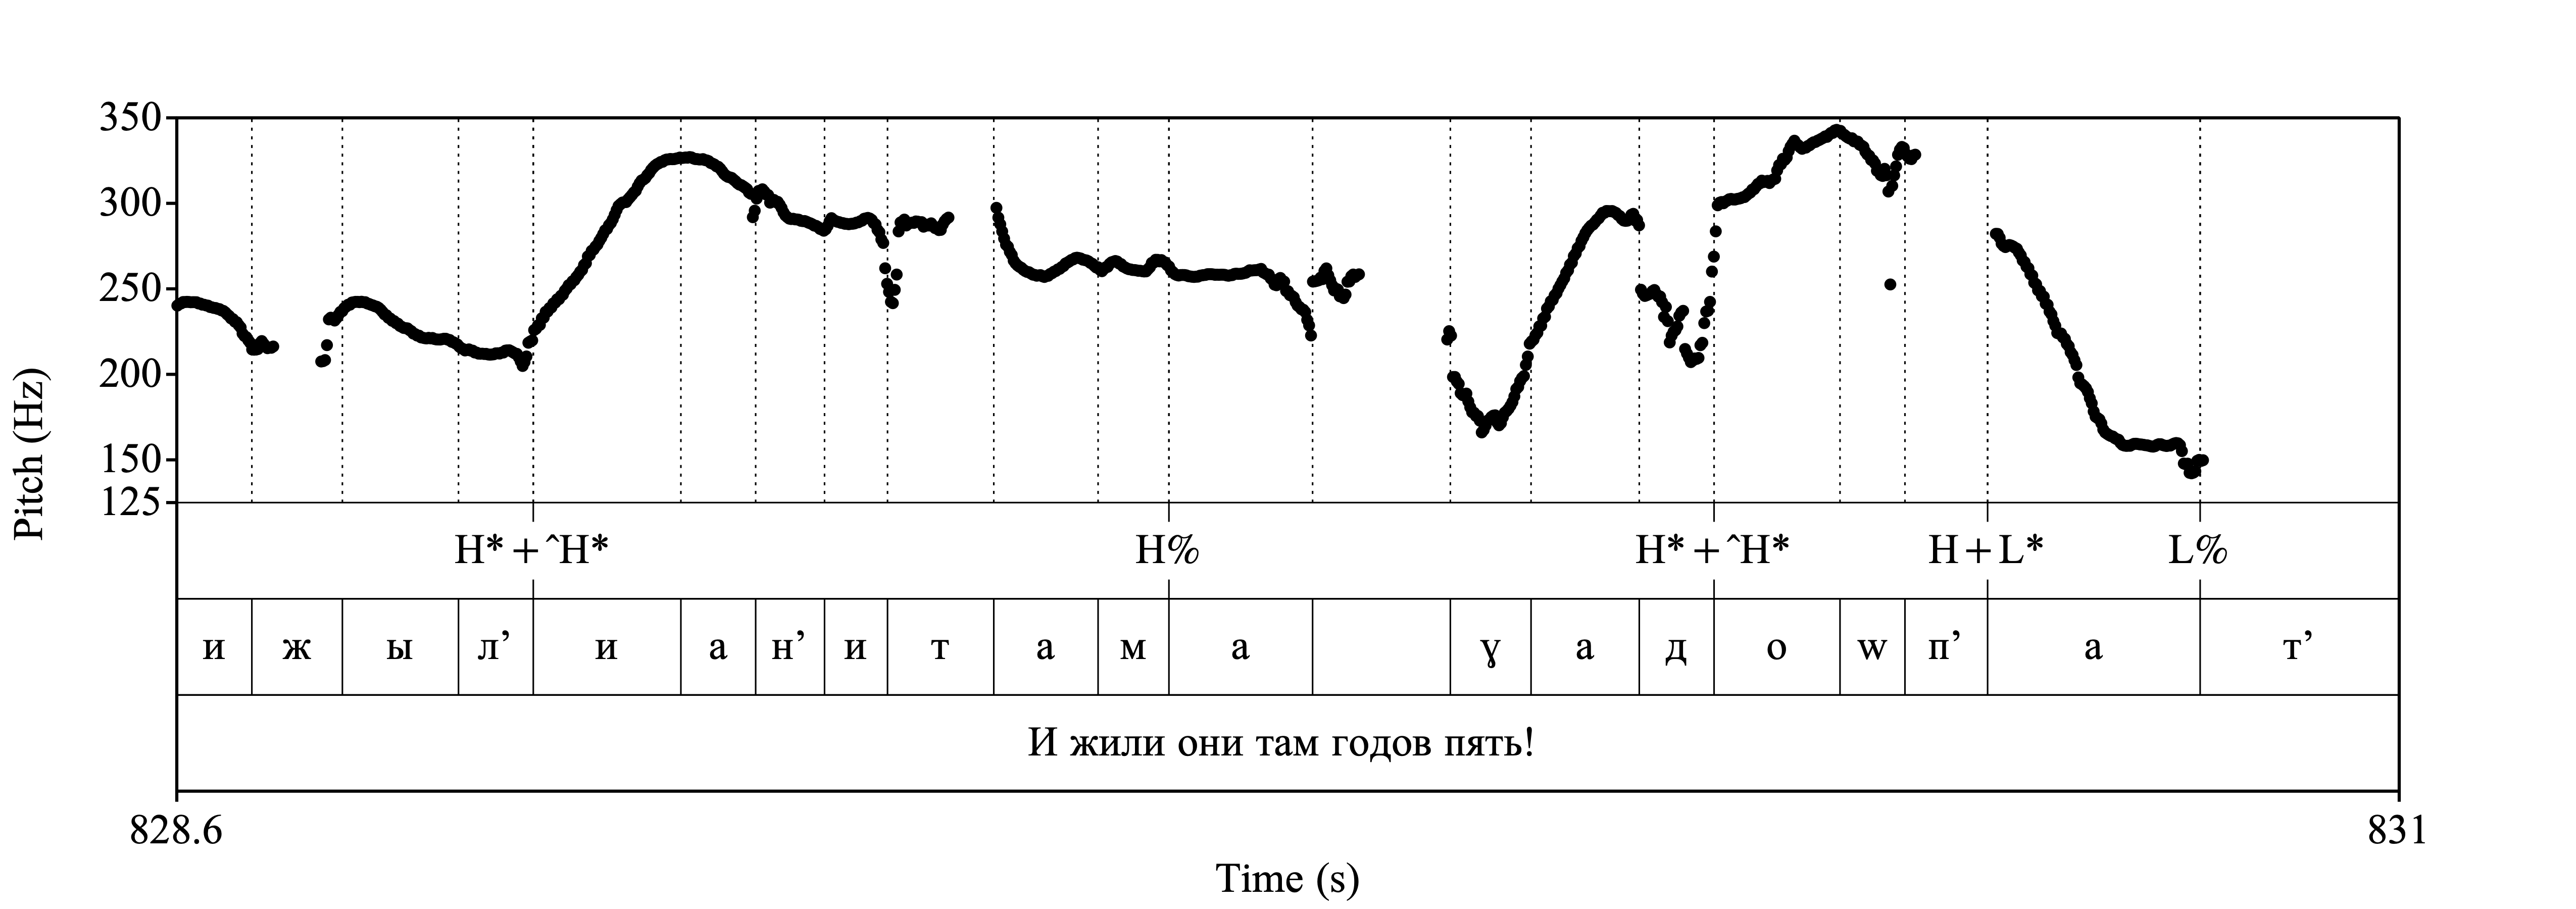 350
300
250
200
150
125
Pitch (Hz)
H*+^H* H% H*+^H* H+L* L%
и ж ы л’ и а н’ и т а м а ɣ а д о w п’ а т’
И жили они там годов пять!
828.6 831
Time (s)